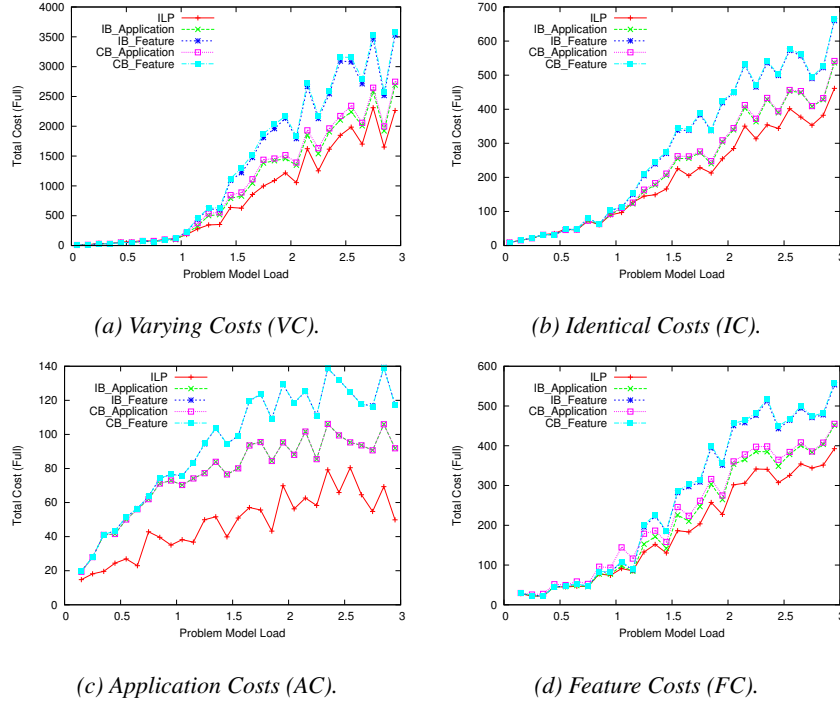 ILP
IB_Application
IB_Feature
CB_Application
CB_Feature
Total Cost (Full)
4000
3500
3000
2500
2000
1500
1000
500
0
0 0.5 1 1.5 2 2.5 3
Problem Model Load
(a) Varying Costs (VC).
ILP
IB_Application
IB_Feature
CB_Application
CB_Feature
Total Cost (Full)
700
600
500
400
300
200
100
0
0 0.5 1 1.5 2 2.5 3
Problem Model Load
(b) Identical Costs (IC).
ILP
IB_Application
IB_Feature
CB_Application
CB_Feature
Total Cost (Full)
140
120
100
80
60
40
20
0
0 0.5 1 1.5 2 2.5 3
Problem Model Load
(c) Application Costs (AC).
ILP
IB_Application
IB_Feature
CB_Application
CB_Feature
Total Cost (Full)
600
500
400
300
200
100
0
0 0.5 1 1.5 2 2.5 3
Problem Model Load
(d) Feature Costs (FC).